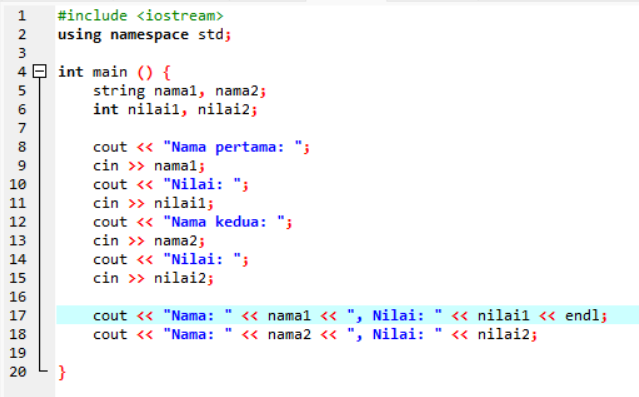 1 #include <iostream>
2 using namespace std;
3
4 int main () {
5 string nama1, nama2;
6 int nilai1, nilai2;
7
8 cout << "Nama pertama: ";
9 cin >> nama1;
10 cout << "Nilai: ";
11 cin >> nilai1;
12 cout << "Nama kedua: ";
13 cin >> nama2;
14 cout << "Nilai: ";
15 cin >> nilai2;
16
17 cout << "Nama: " << nama1 << ", Nilai: " << nilai1 << endl;
18 cout << "Nama: " << nama2 << ", Nilai: " << nilai2;
19
20 }